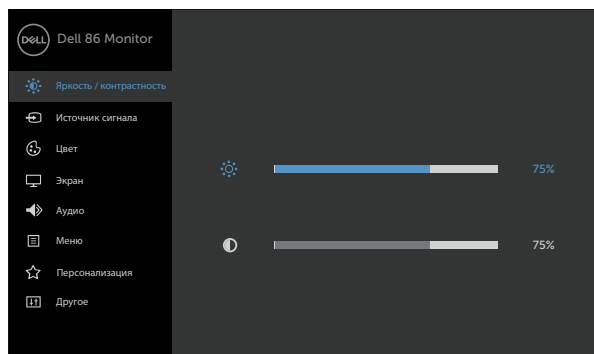 DELL Dell 86 Monitor
Яркость / контрастность
Источник сигнала
Цвет
Экран
75%
Аудио
Меню
75%
Персонализация
Другое